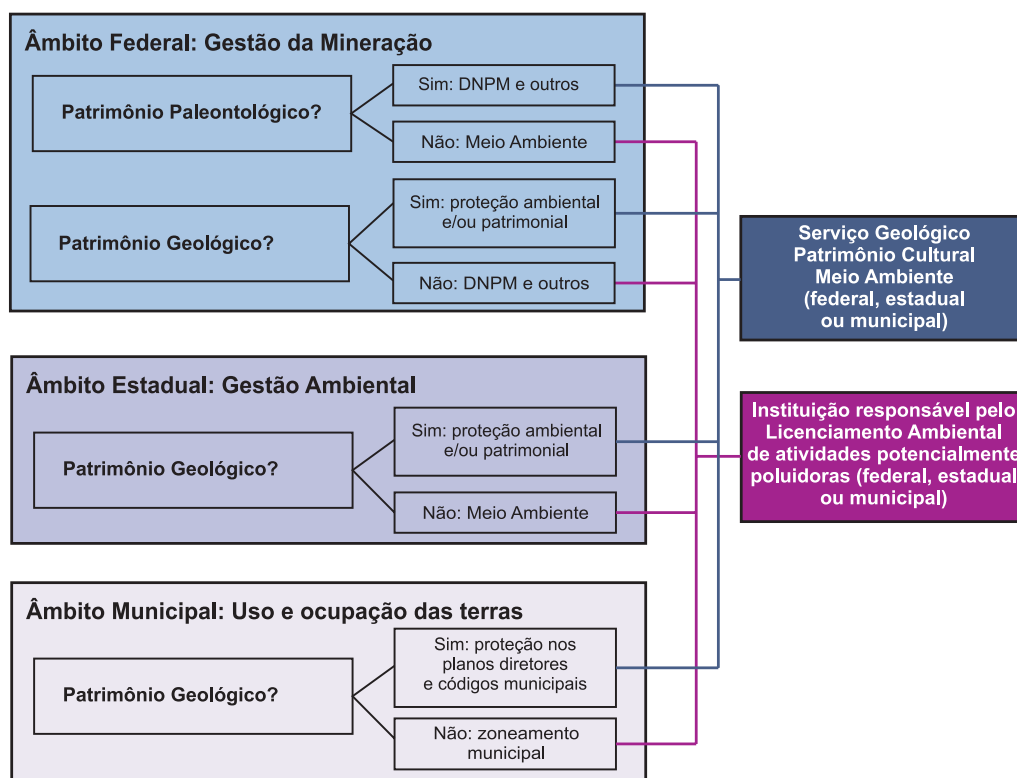 Âmbito Federal: Gestão da Mineração
Patrimônio Paleontológico?
Sim: DNPM e outros
Não: Meio Ambiente
Patrimônio Geológico?
Sim: proteção ambiental
e/ou patrimonial
Não: DNPM e outros
Âmbito Estadual: Gestão Ambiental
Patrimônio Geológico?
Sim: proteção ambiental
e/ou patrimonial
Não: Meio Ambiente
Âmbito Municipal: Uso e ocupação das terras
Patrimônio Geológico?
Sim: proteção nos
planos diretores
e códigos municipais
Não: zoneamento
municipal
Serviço Geológico
Patrimônio Cultural
Meio Ambiente
(federal, estadual
ou municipal)
Instituição responsável pelo
Licenciamento Ambiental
de atividades potencialmente
poluidoras (federal, estadual
ou municipal)